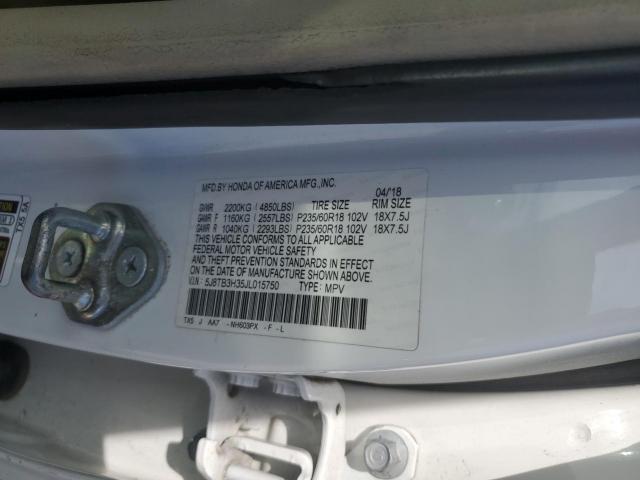 MFD.BY HONDA OF AMERICA MFG.,INC. 04/18
GVWR 2200KG ( 4850LBS) TIRE SIZE RIM SIZE
GAWR F 1160KG ( 2557LBS) P235/60R18 102V 18X7.5J
GAWR R 1040KG ( 2293LBS) P235/60R18 102V 18X7.5J
THIS VEHICLE CONFORMS TO ALL APPLICABLE
FEDERAL MOTOR VEHICLE SAFETY
AND THEFT PREVENTION STANDARDS IN EFFECT
ON THE DATE OF MANUFACTURE SHOWN ABOVE.
V.I.N: 5J8TB3H35JL015750 TYPE: MPV
TX5 J AA7 -NH603PX -F -L
TX5 5A